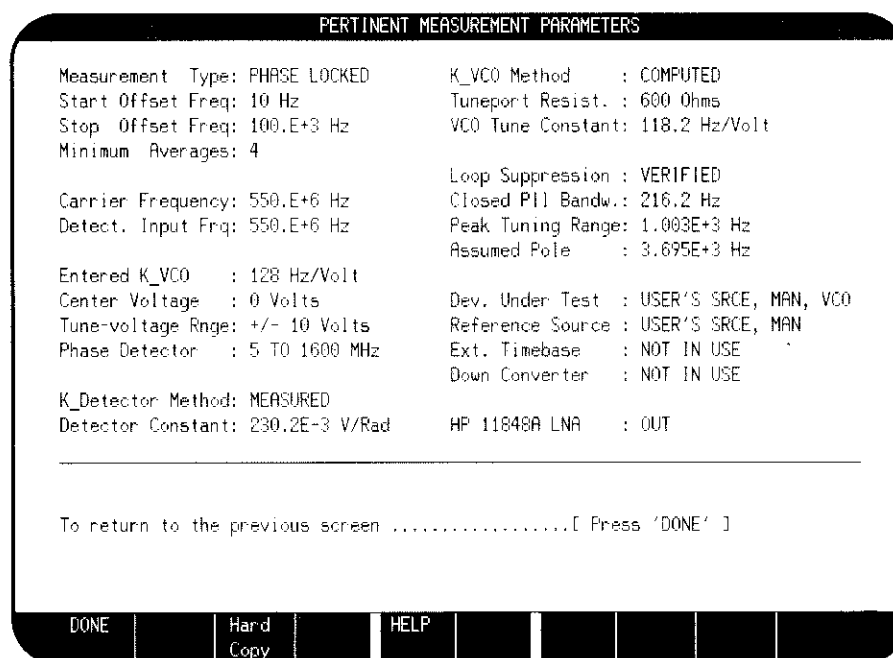 PERTINENT MEASUREMENT PARAMETERS
Measurement Type: PHASE LOCKED
Start Offset Freq: 10 Hz
Stop Offset Freq: 100.E+3 Hz
Minimum Averages: 4
Carrier Frequency: 550.E+6 Hz
Detect. Input Frq: 550.E+6 Hz
Entered K_VCO : 128 Hz/Volt
Center Voltage : 0 Volts
Tune-voltage Rnge: +/- 10 Volts
Phase Detector : 5 TO 1600 MHz
K_Detector Method: MEASURED
Detector Constant: 230.2E-3 V/Rad
K_VCO Method : COMPUTED
Tuneport Resist. : 600 Ohms
VCO Tune Constant: 118.2 Hz/Volt
Loop Suppression : VERIFIED
Closed Pll Bandw.: 216.2 Hz
Peak Tuning Range: 1.003E+3 Hz
Assumed Pole : 3.695E+3 Hz
Dev. Under Test : USER'S SRCE, MAN, VCO
Reference Source : USER'S SRCE, MAN
Ext. Timebase : NOT IN USE
Down Converter : NOT IN USE
HP 11848A LNA : OUT
To return to the previous screen ..................[ Press 'DONE' ]
DONE
Hard Copy
HELP